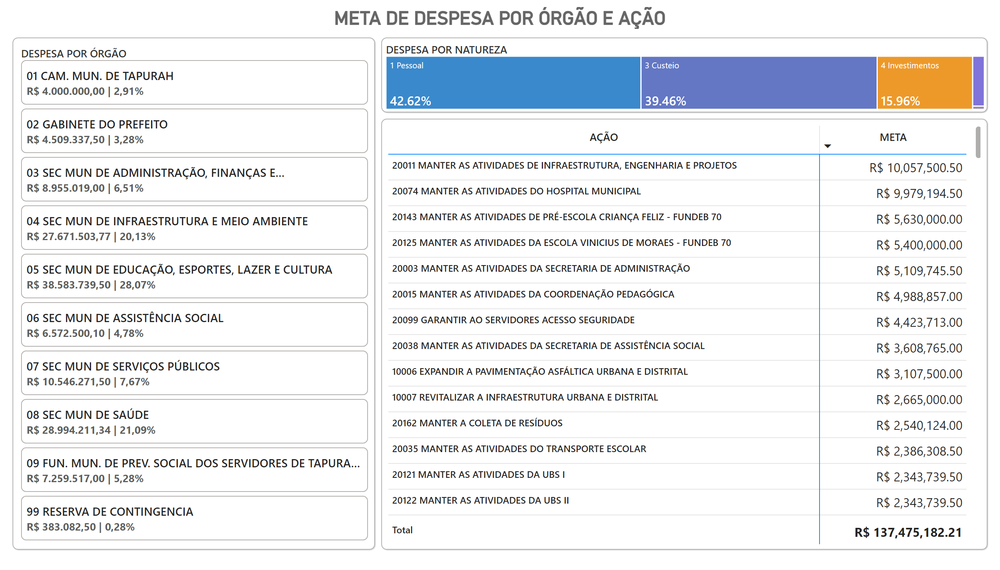 META DE DESPESA POR ÓRGÃO E AÇÃO
DESPESA POR ÓRGÃO
01 CAM. MUN. DE TAPURAH
R$ 4.000.000,00 | 2,91%
02 GABINETE DO PREFEITO
R$ 4.509.337,50 | 3,28%
03 SEC MUN DE ADMINISTRAÇÃO, FINANÇAS E...
R$ 8.955.019,00 | 6,51%
04 SEC MUN DE INFRAESTRUTURA E MEIO AMBIENTE
R$ 27.671.503,77 | 20,13%
05 SEC MUN DE EDUCAÇÃO, ESPORTES, LAZER E CULTURA
R$ 38.583.739,50 | 28,07%
06 SEC MUN DE ASSISTÊNCIA SOCIAL
R$ 6.572.500,10 | 4,78%
07 SEC MUN DE SERVIÇOS PÚBLICOS
R$ 10.546.271,50 | 7,67%
08 SEC MUN DE SAÚDE
R$ 28.994.211,34 | 21,09%
09 FUN. MUN. DE PREV. SOCIAL DOS SERVIDORES DE TAPURA...
R$ 7.259.517,00 | 5,28%
99 RESERVA DE CONTINGENCIA
R$ 383.082,50 | 0,28%
DESPESA POR NATUREZA
1 Pessoal
42.62%
3 Custeio
39.46%
4 Investimentos
15.96%
AÇÃO META
20011 MANTER AS ATIVIDADES DE INFRAESTRUTURA, ENGENHARIA E PROJETOS R$ 10,057,500.50
20074 MANTER AS ATIVIDADES DO HOSPITAL MUNICIPAL R$ 9,979,194.50
20143 MANTER AS ATIVIDADES DE PRÉ-ESCOLA CRIANÇA FELIZ - FUNDEB 70 R$ 5,630,000.00
20125 MANTER AS ATIVIDADES DA ESCOLA VINICIUS DE MORAES - FUNDEB 70 R$ 5,400,000.00
20003 MANTER AS ATIVIDADES DA SECRETARIA DE ADMINISTRAÇÃO R$ 5,109,745.50
20015 MANTER AS ATIVIDADES DA COORDENAÇÃO PEDAGÓGICA R$ 4,988,857.00
20099 GARANTIR AO SERVIDORES ACESSO SEGURIDADE R$ 4,423,713.00
20038 MANTER AS ATIVIDADES DA SECRETARIA DE ASSISTÊNCIA SOCIAL R$ 3,608,765.00
10006 EXPANDIR A PAVIMENTAÇÃO ASFÁLTICA URBANA E DISTRITAL R$ 3,107,500.00
10007 REVITALIZAR A INFRAESTRUTURA URBANA E DISTRITAL R$ 2,665,000.00
20162 MANTER A COLETA DE RESÍDUOS R$ 2,540,124.00
20035 MANTER AS ATIVIDADES DO TRANSPORTE ESCOLAR R$ 2,386,308.50
20121 MANTER AS ATIVIDADES DA UBS I R$ 2,343,739.50
20122 MANTER AS ATIVIDADES DA UBS II R$ 2,343,739.50
Total R$ 137,475,182.21